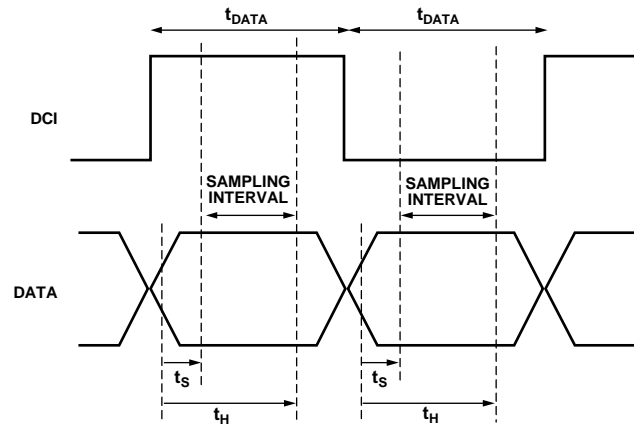 tDATA tDATA
DCI
SAMPLING
INTERVAL
SAMPLING
INTERVAL
DATA
tS tS
tH tH